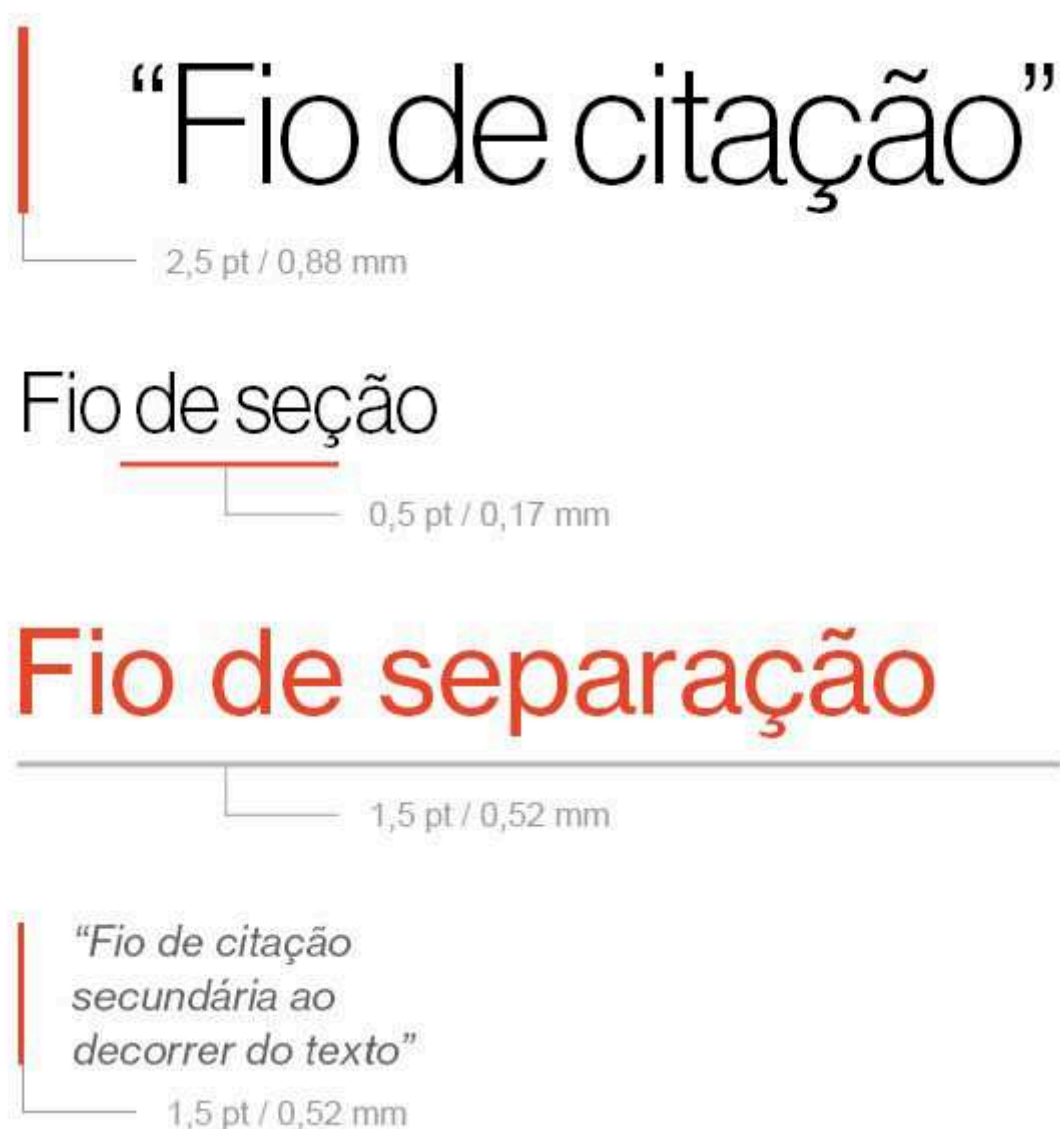 “Fio de citação”
2,5 pt / 0,88 mm
Fio de seção
0,5 pt / 0,17 mm
Fio de separação
1,5 pt / 0,52 mm
“Fio de citação
secundária ao
decorrer do texto”
1,5 pt / 0,52 mm